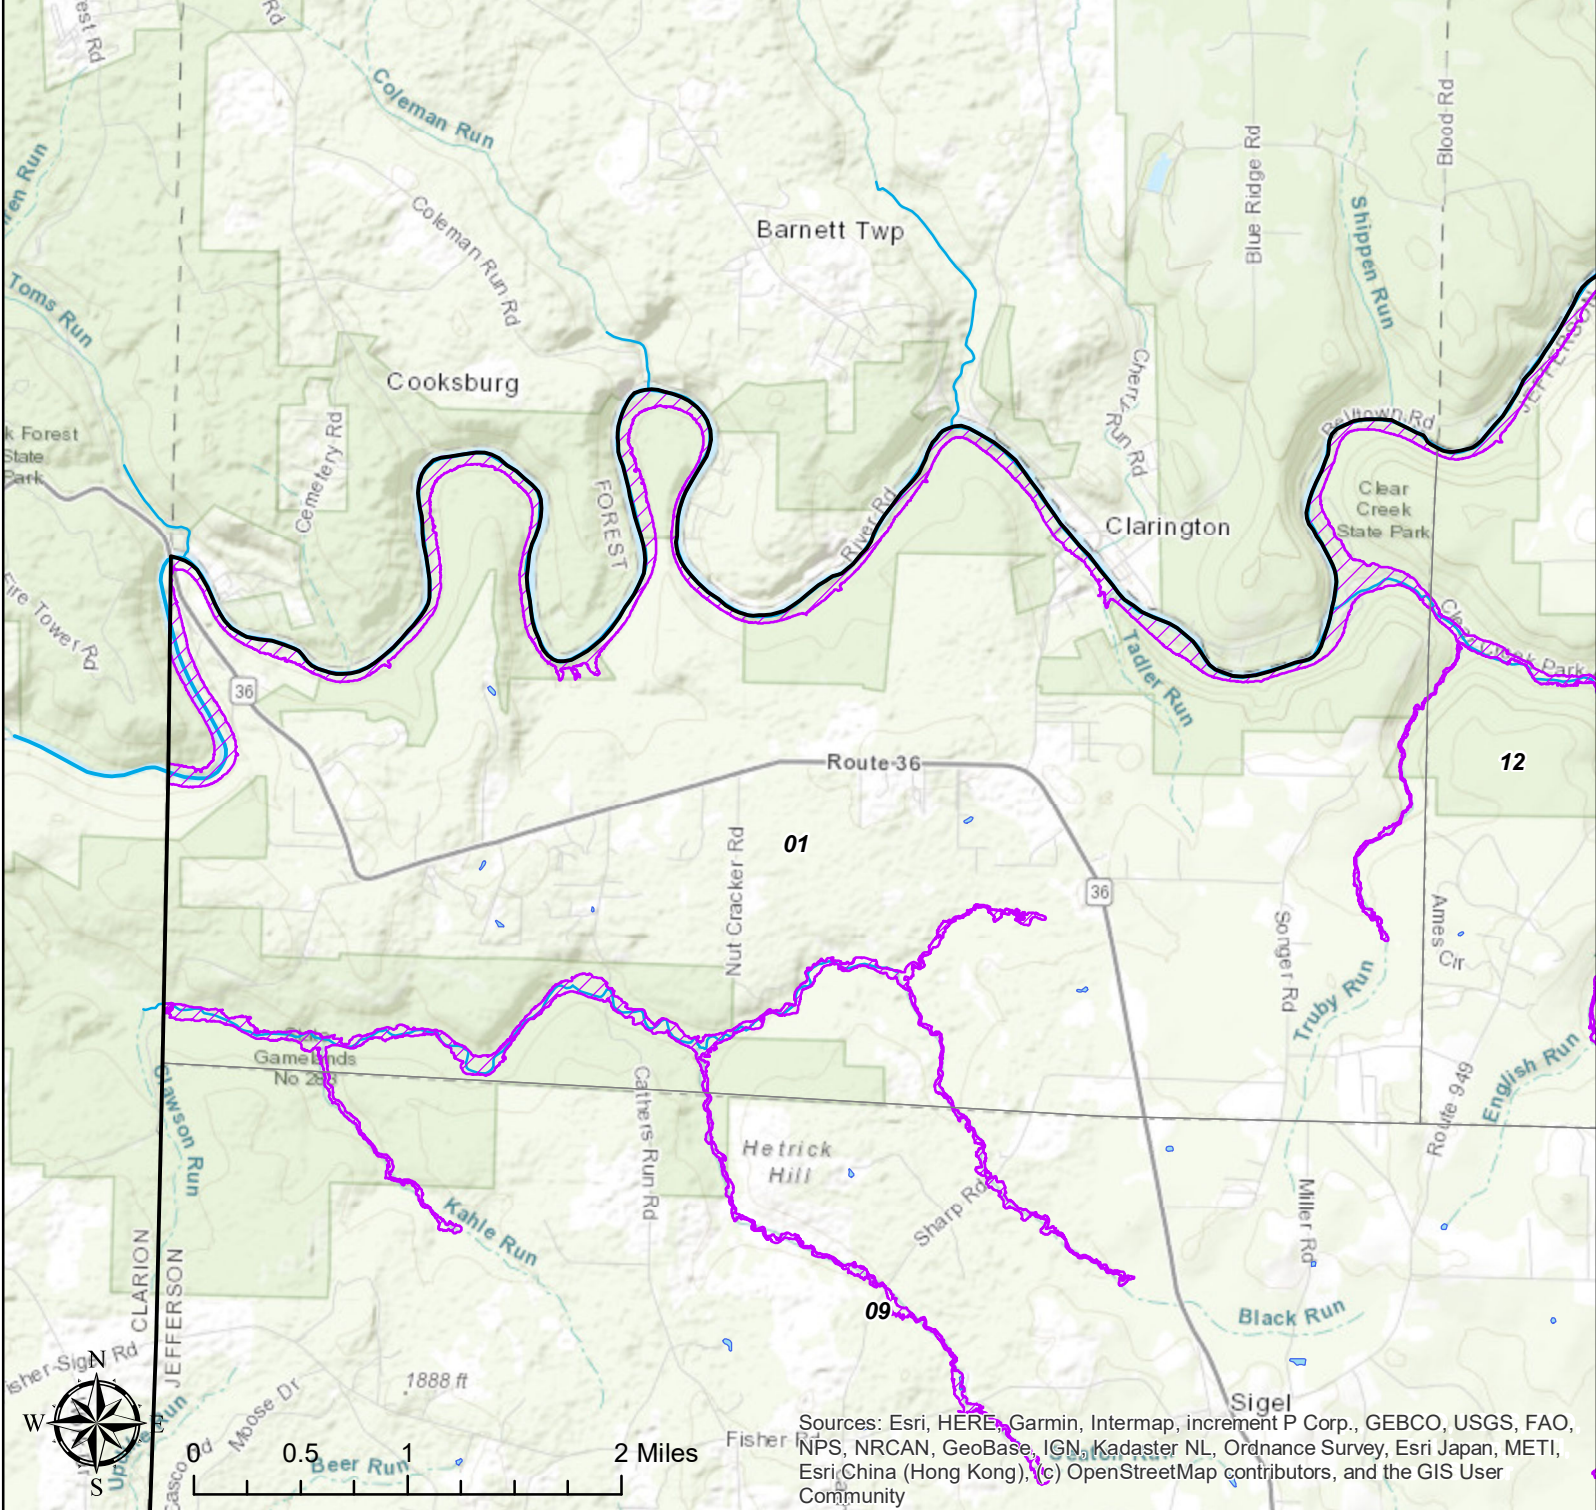 est Rd
Rd
Coleman Run
Blood Rd
Blue Ridge Rd
Shippen Run
Coleman Run Rd
Barnett Twp
Toms Run
JEFFERSON
Cooksburg
Cherry Run Rd
Cemetery Rd
k Forest
State
Park
FOREST
River Rd
Clear
Creek
State Park
Clarington
Fire Tower Rd
Tadler Run
Park
36
Route 36
12
01
Nut Cracker Rd
36
Ames Cir
Songer Rd
Truby Run
Gamelands
Clawson Run
Cathers Run Rd
Route 949
English Run
Hetrick
Hill
Kahle Run
Sharp Rd
Miller Rd
CLARION
JEFFERSON
09
Black Run
N
W
E
S
Moose Dr
1888 ft
Sigel
Fisher Rd
0 0.5 1 2 Miles
Beer Run
Sources: Esri, HERE, Garmin, Intermap, increment P Corp., GEBCO, USGS, FAO,
NPS, NRCAN, GeoBase, IGN, Kadaster NL, Ordnance Survey, Esri Japan, METI,
Esri China (Hong Kong), (c) OpenStreetMap contributors, and the GIS User
Community